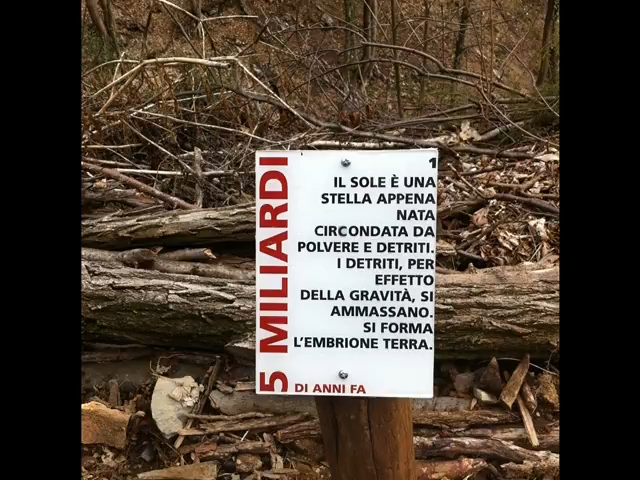 1
5 MILIARDI
DI ANNI FA
IL SOLE È UNA
STELLA APPENA
NATA
CIRCONDATA DA
POLVERE E DETRITI.
I DETRITI, PER
EFFETTO
DELLA GRAVITÀ, SI
AMMASSANO.
SI FORMA
L'EMBRIONE TERRA.